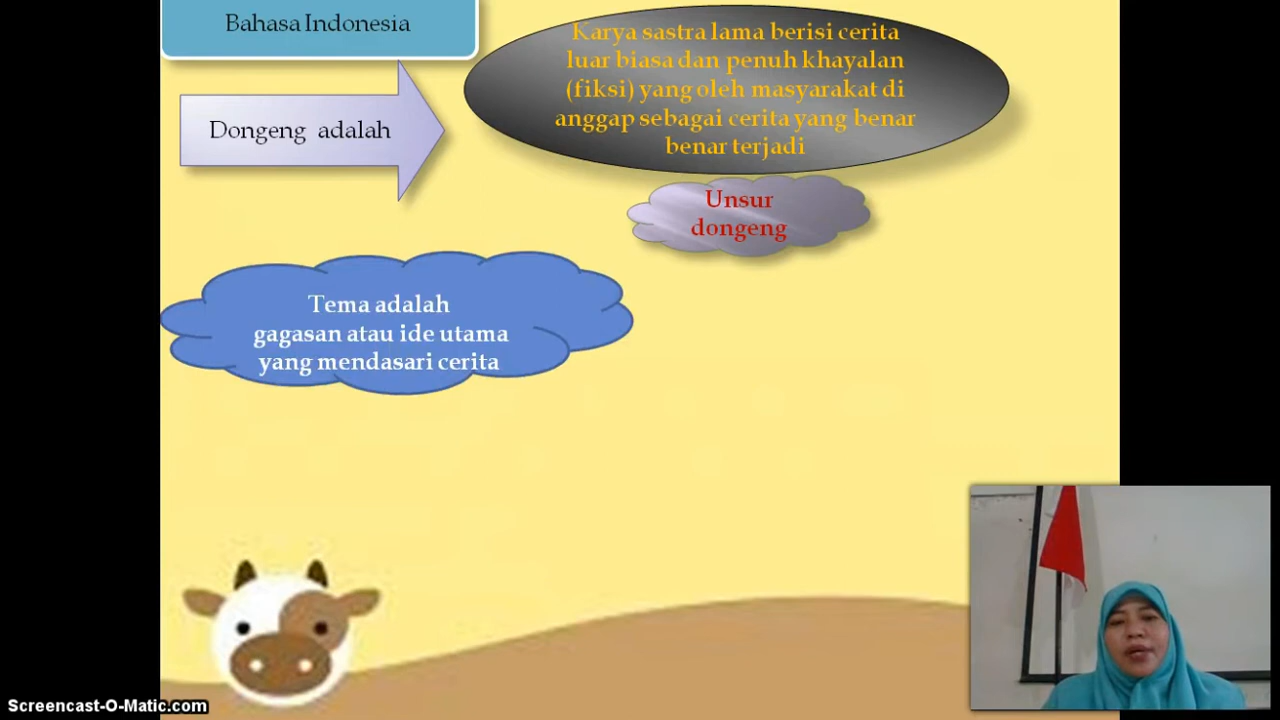 Bahasa Indonesia
Dongeng adalah
Karya sastra lama berisi cerita
luar biasa dan penuh khayalan
(fiksi) yang oleh masyarakat di
anggap sebagai cerita yang benar
benar terjadi
Unsur
dongeng
Tema adalah
gagasan atau ide utama
yang mendasari cerita
Screencast-O-Matic.com